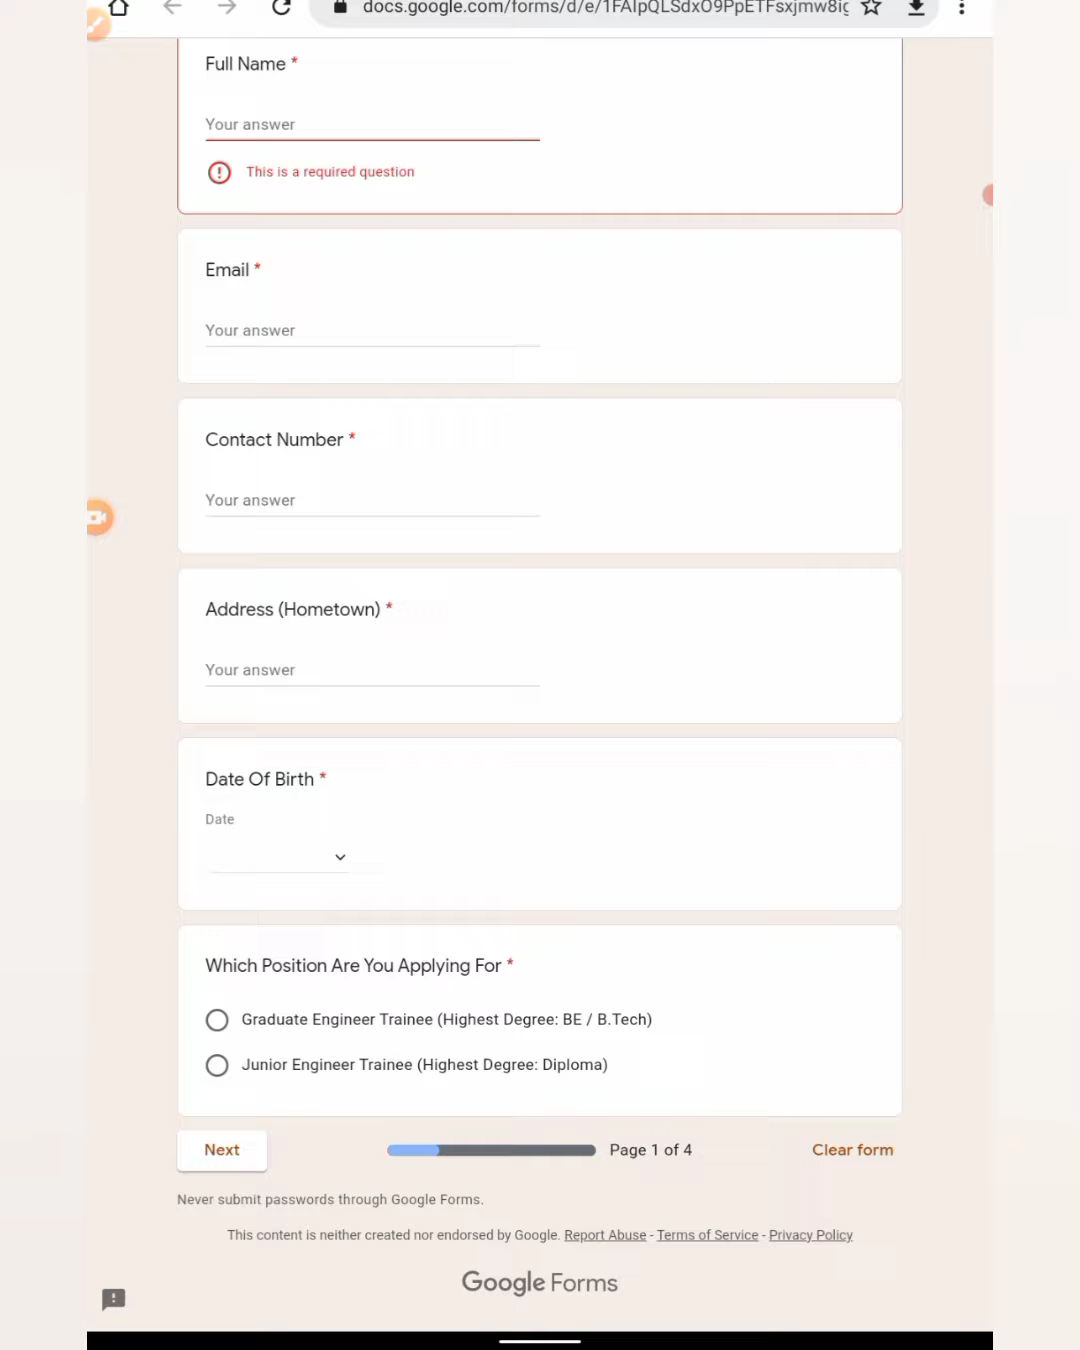 docs.google.com/forms/d/e/1FAIpQLSdxO9PpETFsxjmw8ig
Full Name *
Your answer
This is a required question
Email *
Your answer
Contact Number *
Your answer
Address (Hometown) *
Your answer
Date Of Birth *
Date
Which Position Are You Applying For *
Graduate Engineer Trainee (Highest Degree: BE / B.Tech)
Junior Engineer Trainee (Highest Degree: Diploma)
Next
Page 1 of 4
Clear form
Never submit passwords through Google Forms.
This content is neither created nor endorsed by Google. Report Abuse - Terms of Service - Privacy Policy
Google Forms